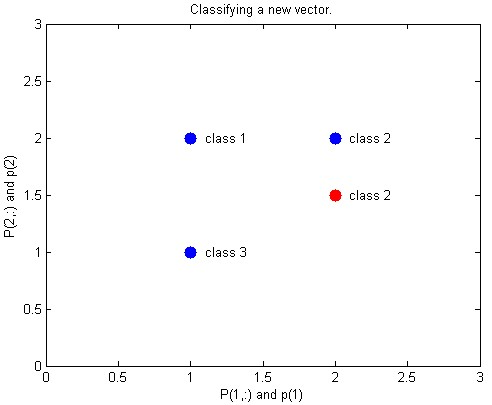 Classifying a new vector.
3
2.5
2
class 1
class 2
1.5
class 2
P(2,:) and p(2)
1
class 3
0.5
0
0
0.5
1
1.5
2
2.5
3
P(1,:) and p(1)